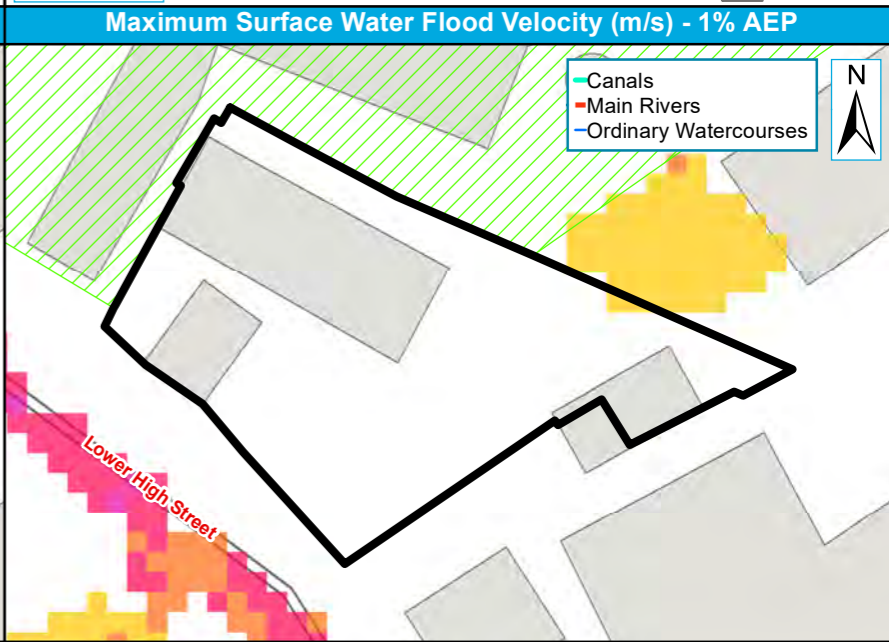 Maximum Surface Water Flood Velocity (m/s) - 1% AEP
Canals
Main Rivers
Ordinary Watercourses
N
Lower High Street